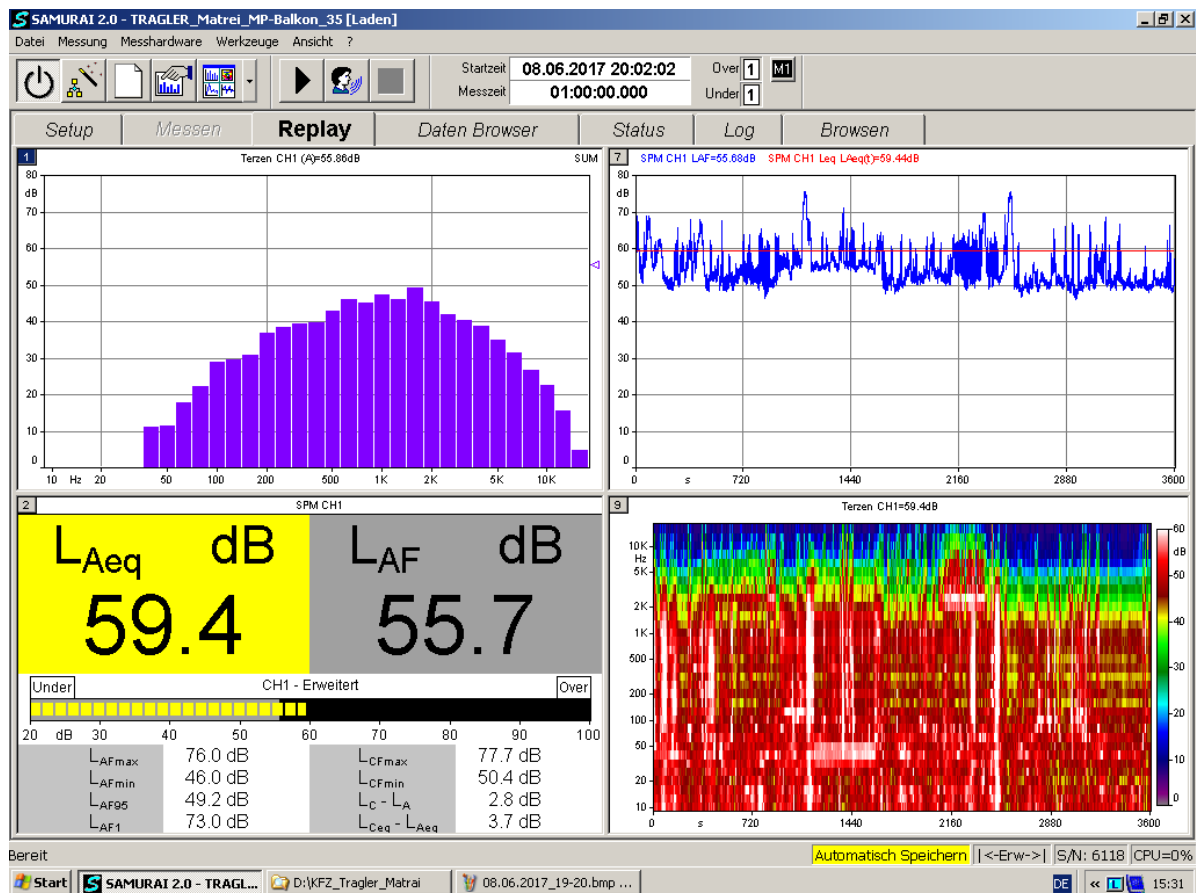 SAMURAI 2.0 - TRAGLER_Matrei_MP-Balkon_35 [Laden]
Datei Messung Messhardware Werkzeuge Ansicht ?
Startzeit 08.06.2017 20:02:02 Over 1 M1
Messzeit 01:00:00.000 Under 1
Setup Messen Replay Daten Browser Status Log Browsen
1 Terzen CH1 (A)=55.86dB SUM
80
dB
70
60
50
40
30
20
10
0
10 Hz 20 50 100 200 500 1K 2K 5K 10K
7 SPM CH1 LAF=55.68dB SPM CH1 Leq LAeq(t)=59.44dB
80
dB
70
60
50
40
30
20
10
0
0 s 720 1440 2160 2880 3600
2 SPM CH1
LAeq dB LAF dB
59.4 55.7
Under CH1 - Erweitert Over
20 dB 30 40 50 60 70 80 90 100
LAFmax 76.0 dB LCFmax 77.7 dB
LAFmin 46.0 dB LCFmin 50.4 dB
LAF95 49.2 dB LC - LA 2.8 dB
LAF1 73.0 dB LCeq - LAeq 3.7 dB
9 Terzen CH1=59.4dB
10K
Hz
5K
2K
1K
500
200
100
50
20
10
0 s 720 1440 2160 2880 3600
60
dB
50
40
30
20
10
0
Bereit Automatisch Speichern |<-Erw->| S/N: 6118 CPU=0%
Start SAMURAI 2.0 - TRAGL... D:\KFZ_Tragler_Matrai 08.06.2017_19-20.bmp ... DE « L 15:31